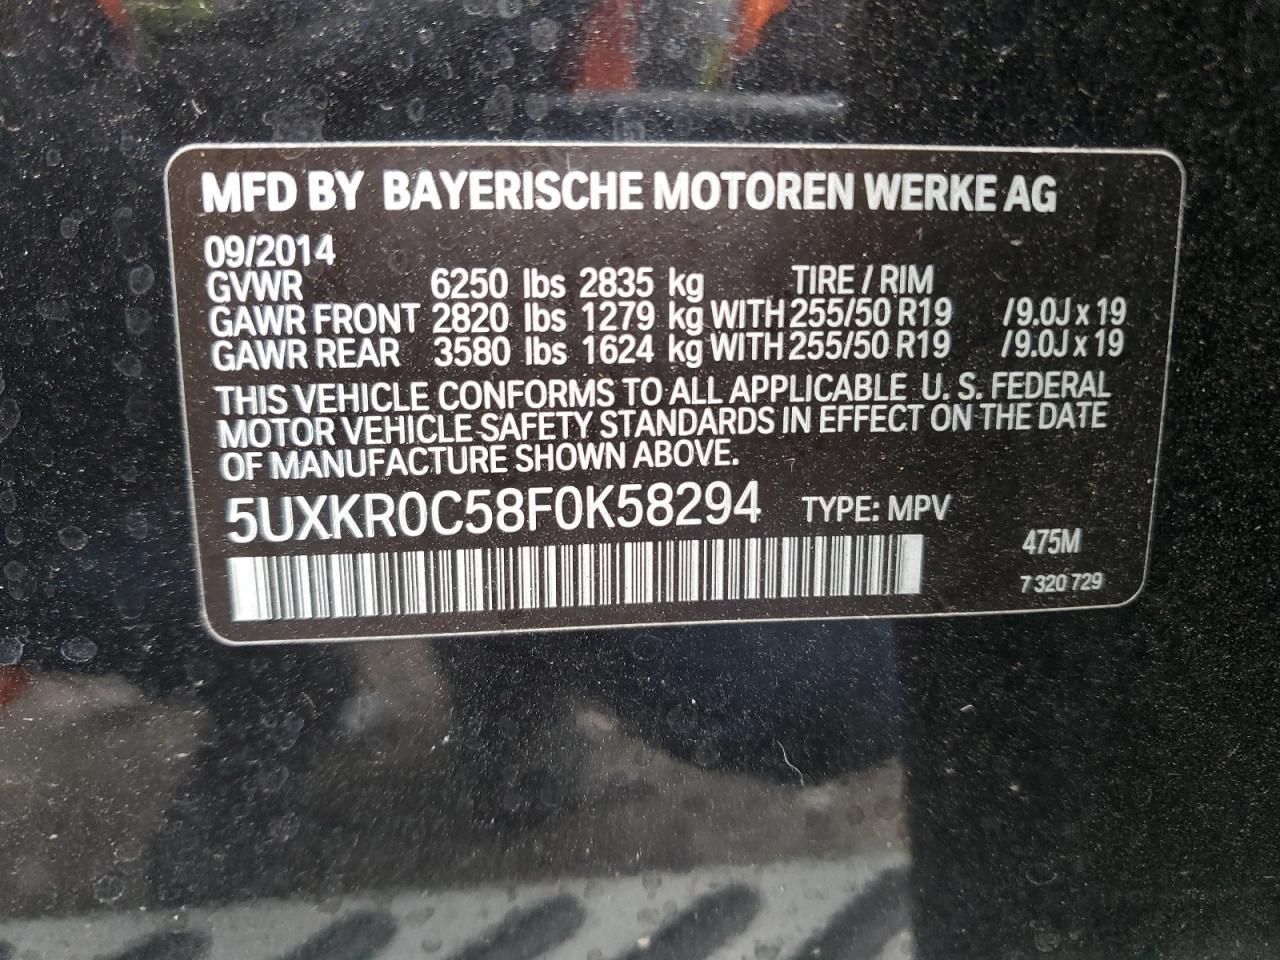 MFD BY BAYERISCHE MOTOREN WERKE AG
09/2014
GVWR 6250 lbs 2835 kg TIRE / RIM
GAWR FRONT 2820 lbs 1279 kg WITH 255/50 R19 /9.0J x 19
GAWR REAR 3580 lbs 1624 kg WITH 255/50 R19 /9.0J x 19
THIS VEHICLE CONFORMS TO ALL APPLICABLE U. S. FEDERAL
MOTOR VEHICLE SAFETY STANDARDS IN EFFECT ON THE DATE
OF MANUFACTURE SHOWN ABOVE.
5UXKR0C58F0K58294 TYPE: MPV
475M
7 320 729